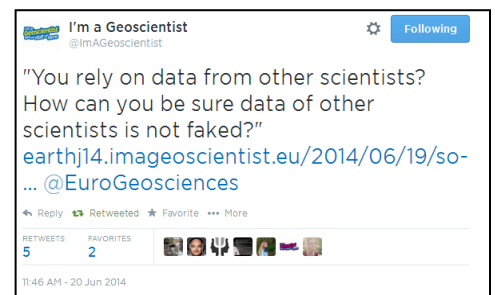 I'm a Geoscientist
@ImAGeoscientist
Following
"You rely on data from other scientists?
How can you be sure data of other
scientists is not faked?"
earthj14.imageoscientist.eu/2014/06/19/so-
... @EuroGeosciences
Reply Retweeted Favorite More
RETWEETS FAVORITES
5 2
11:46 AM - 20 Jun 2014